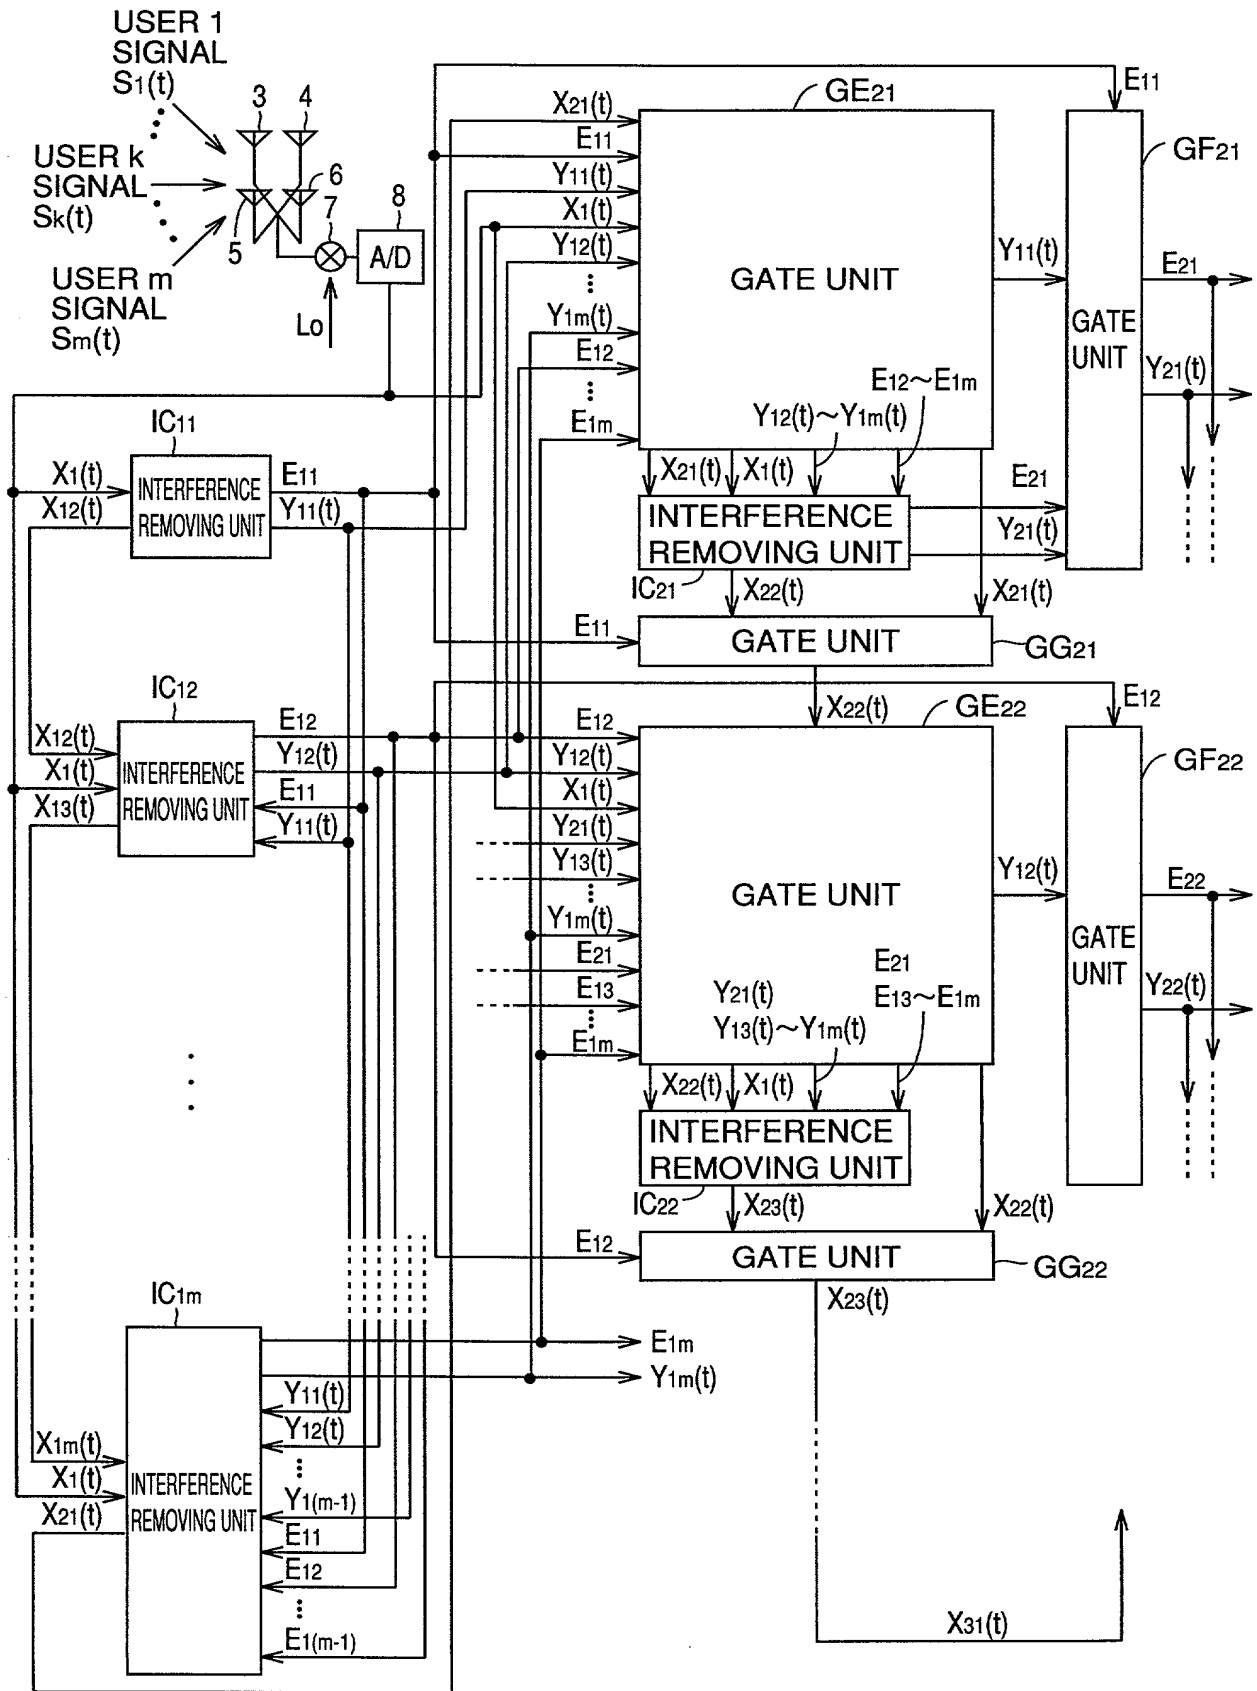 USER 1
SIGNAL
S1(t)
USER k
SIGNAL
Sk(t)
USER m
SIGNAL
Sm(t)
3
4
5
6
7
8
A/D
Lo
X21(t)
E11
Y11(t)
X1(t)
Y12(t)
Y1m(t)
E12
E1m
GE21
GATE UNIT
E12~E1m
Y12(t)~Y1m(t)
Y11(t)
E11
GF21
GATE
UNIT
E21
Y21(t)
X21(t)
X1(t)
E21
Y21(t)
INTERFERENCE
REMOVING UNIT
IC21
X22(t)
X21(t)
E11
GATE UNIT
GG21
X22(t)
IC11
X1(t)
X12(t)
INTERFERENCE
REMOVING UNIT
E11
Y11(t)
IC12
X12(t)
X1(t)
X13(t)
INTERFERENCE
REMOVING UNIT
E12
Y12(t)
E11
Y11(t)
E12
Y12(t)
X1(t)
Y21(t)
Y13(t)
Y1m(t)
E21
E13
E1m
GE22
GATE UNIT
E21
E13~E1m
Y21(t)
Y13(t)~Y1m(t)
Y12(t)
E12
GF22
GATE
UNIT
E22
Y22(t)
X22(t)
X1(t)
INTERFERENCE
REMOVING UNIT
IC22
X23(t)
X22(t)
E12
GATE UNIT
GG22
X23(t)
IC1m
E1m
Y1m(t)
Y11(t)
Y12(t)
Y1(m-1)
E11
E12
E1(m-1)
X1m(t)
X1(t)
X21(t)
INTERFERENCE
REMOVING UNIT
X31(t)